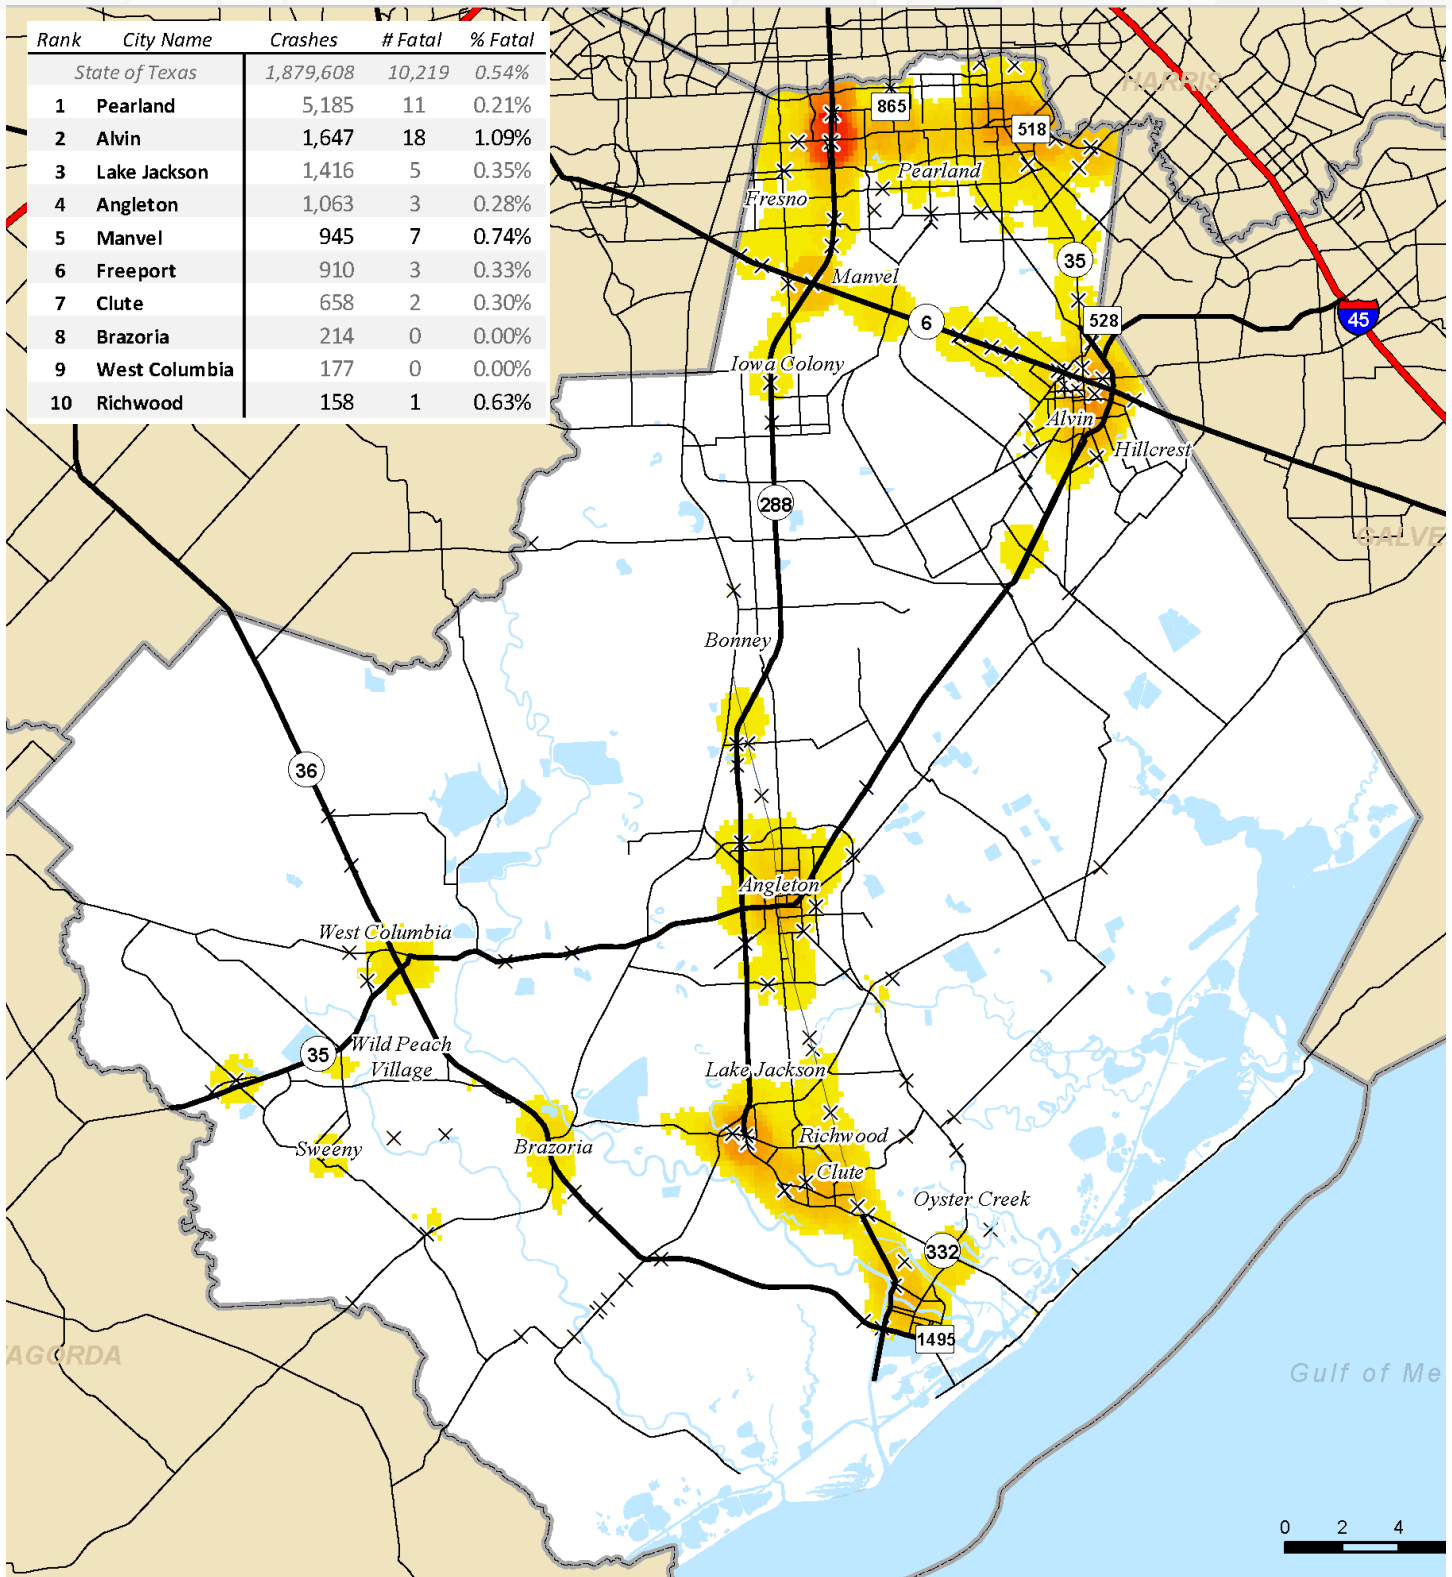 Rank City Name Crashes # Fatal % Fatal
State of Texas 1,879,608 10,219 0.54%
1 Pearland 5,185 11 0.21%
2 Alvin 1,647 18 1.09%
3 Lake Jackson 1,416 5 0.35%
4 Angleton 1,063 3 0.28%
5 Manvel 945 7 0.74%
6 Freeport 910 3 0.33%
7 Clute 658 2 0.30%
8 Brazoria 214 0 0.00%
9 West Columbia 177 0 0.00%
10 Richwood 158 1 0.63%
HARRIS
865
518
Pearland
Fresno
35
Manvel
6
528
45
Iowa Colony
Alvin
Hillcrest
288
GALVE
Bonney
36
Angleton
West Columbia
35
Wild Peach
Village
Lake Jackson
Richwood
Sweeny
Brazoria
Clute
Oyster Creek
332
1495
AGORDA
Gulf of Me
0 2 4